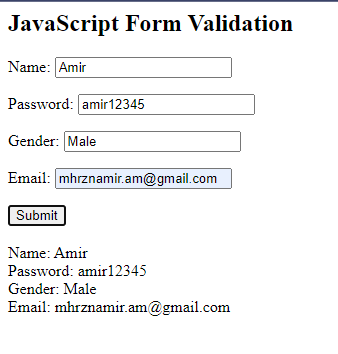 JavaScript Form Validation
Name: Amir
Password: amir12345
Gender: Male
Email: mhrznamir.am@gmail.com
Submit
Name: Amir
Password: amir12345
Gender: Male
Email: mhrznamir.am@gmail.com